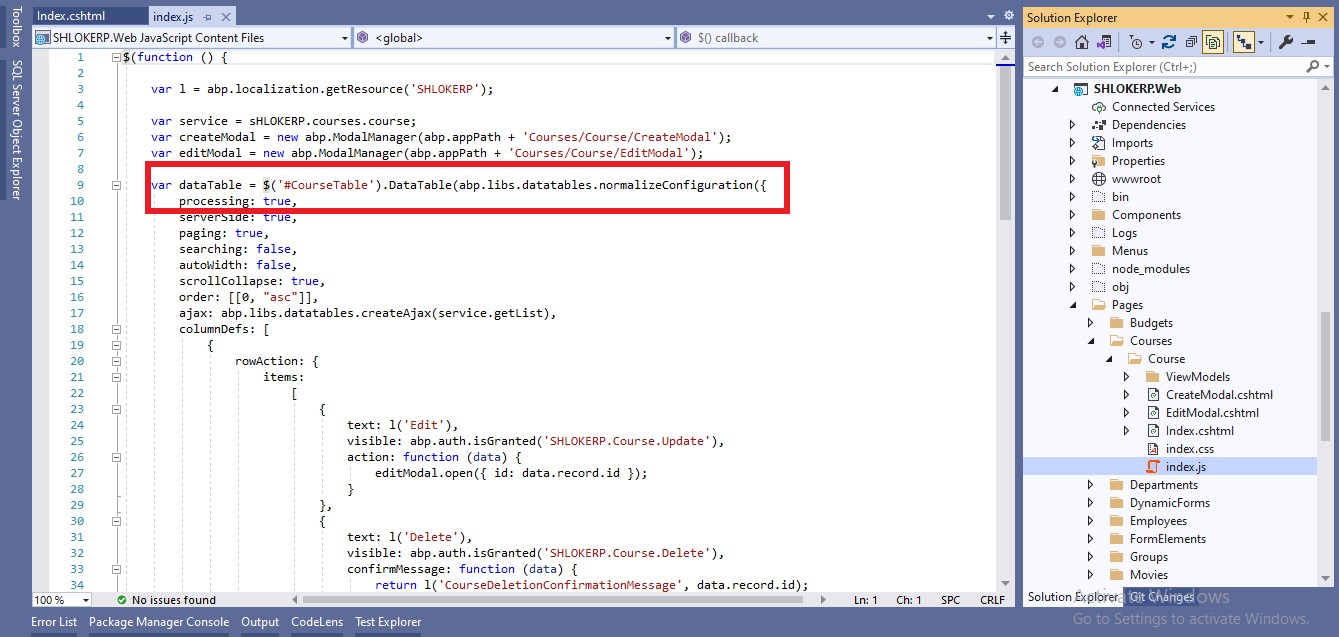 Index.cshtml
index.js
Solution Explorer
Toolbox
SQL Server Object Explorer
SHLOKERP.Web JavaScript Content Files
<global>
$() callback
Search Solution Explorer (Ctrl+;)
1 $(function () {
2
3 var l = abp.localization.getResource('SHLOKERP');
4
5 var service = sHLOKERP.courses.course;
6 var createModal = new abp.ModalManager(abp.appPath + 'Courses/Course/CreateModal');
7 var editModal = new abp.ModalManager(abp.appPath + 'Courses/Course/EditModal');
8
9 var dataTable = $('#CourseTable').DataTable(abp.libs.datatables.normalizeConfiguration({
10 processing: true,
11 serverSide: true,
12 paging: true,
13 searching: false,
14 autoWidth: false,
15 scrollCollapse: true,
16 order: [[0, "asc"]],
17 ajax: abp.libs.datatables.createAjax(service.getList),
18 columnDefs: [
19 {
20 rowAction: {
21 items:
22 [
23 {
24 text: l('Edit'),
25 visible: abp.auth.isGranted('SHLOKERP.Course.Update'),
26 action: function (data) {
27 editModal.open({ id: data.record.id });
28 }
29 },
30 {
31 text: l('Delete'),
32 visible: abp.auth.isGranted('SHLOKERP.Course.Delete'),
33 confirmMessage: function (data) {
34 return l('CourseDeletionConfirmationMessage', data.record.id);
SHLOKERP.Web
Connected Services
Dependencies
Imports
Properties
wwwroot
bin
Components
Logs
Menus
node_modules
obj
Pages
Budgets
Courses
Course
ViewModels
CreateModal.cshtml
EditModal.cshtml
Index.cshtml
index.css
index.js
Departments
DynamicForms
Employees
FormElements
Groups
Movies
100 %
No issues found
Ln: 1
Ch: 1
SPC
CRLF
Solution Explorer
Git Changes
Activate Windows
Go to Settings to activate Windows.
Error List
Package Manager Console
Output
CodeLens
Test Explorer